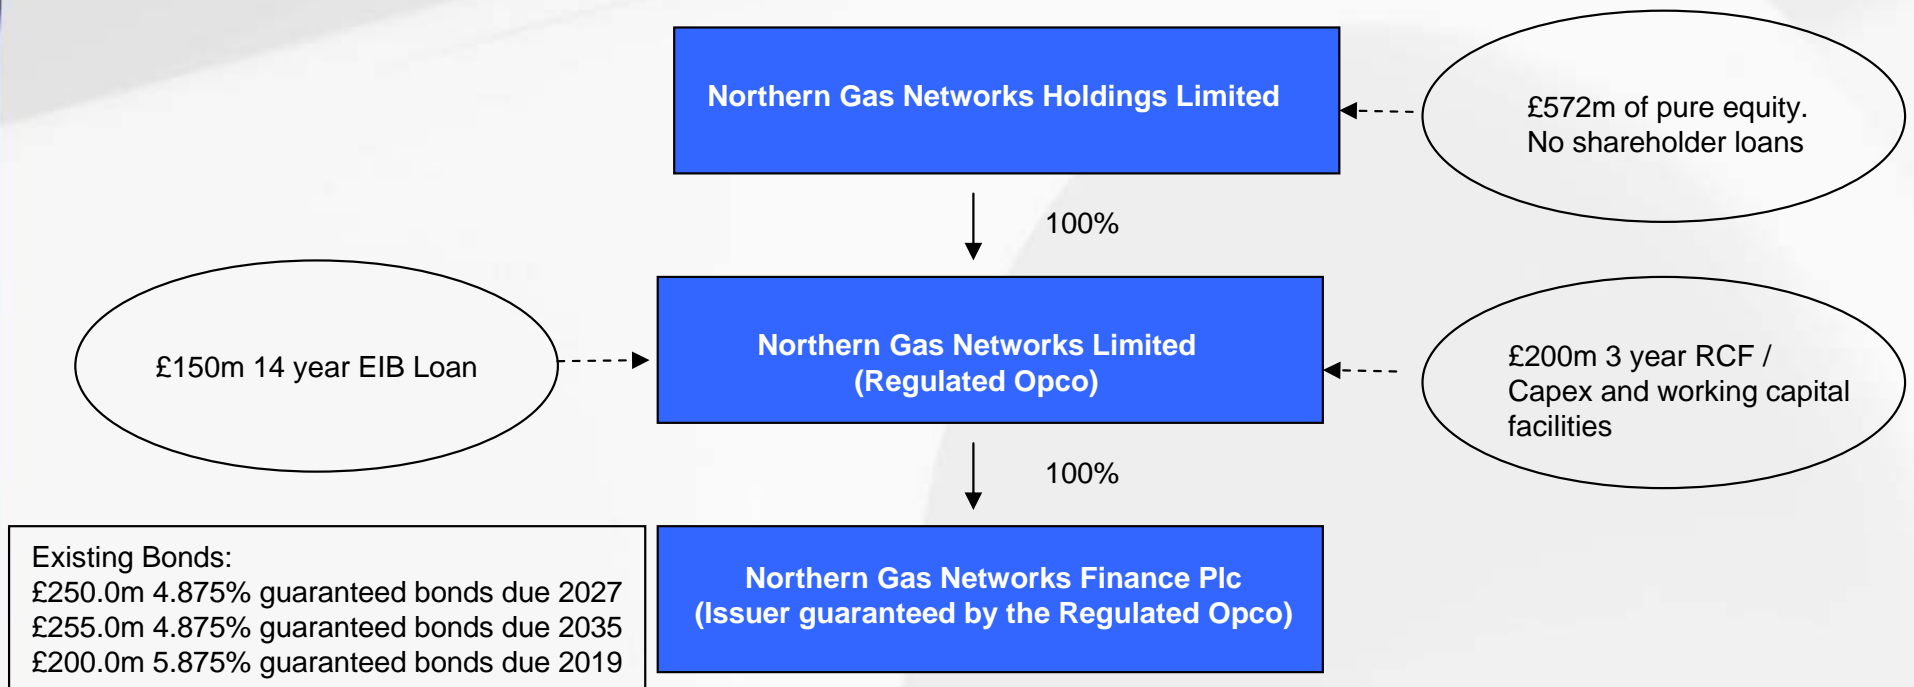 Northern Gas Networks Holdings Limited
£572m of pure equity.
No shareholder loans
100%
£150m 14 year EIB Loan
Northern Gas Networks Limited
(Regulated Opco)
£200m 3 year RCF /
Capex and working capital
facilities
100%
Existing Bonds:
£250.0m 4.875% guaranteed bonds due 2027
£255.0m 4.875% guaranteed bonds due 2035
£200.0m 5.875% guaranteed bonds due 2019
Northern Gas Networks Finance Plc
(Issuer guaranteed by the Regulated Opco)